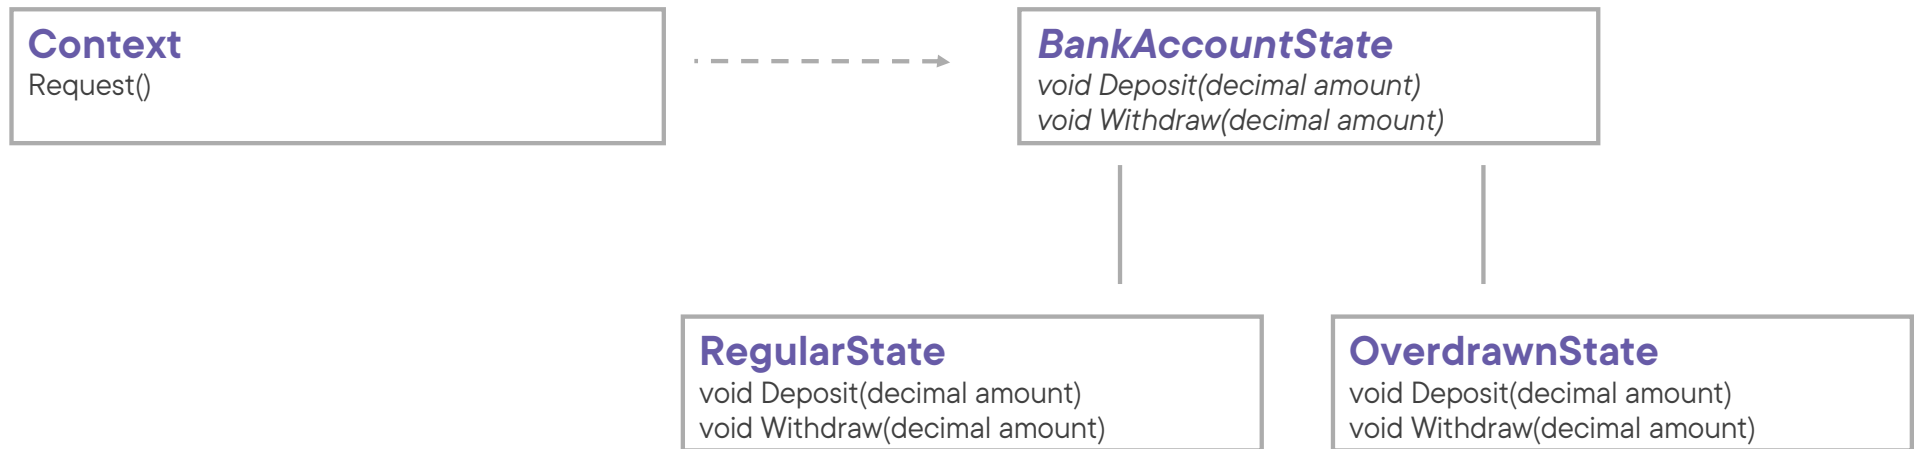 Context
Request()
BankAccountState
void Deposit(decimal amount)
void Withdraw(decimal amount)
RegularState
void Deposit(decimal amount)
void Withdraw(decimal amount)
OverdrawnState
void Deposit(decimal amount)
void Withdraw(decimal amount)